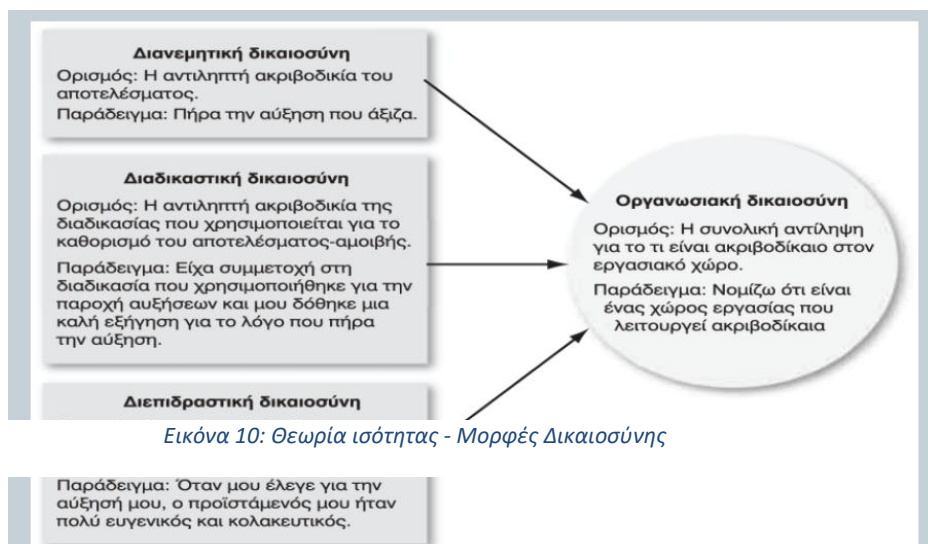 Διανεμητική δικαιοσύνη
Ορισμός: Η αντιληπτή ακριβοδικία του
αποτελέσματος.
Παράδειγμα: Πήρα την αύξηση που άξιζα.
Διαδικαστική δικαιοσύνη
Ορισμός: Η αντιληπτή ακριβοδικία της
διαδικασίας που χρησιμοποιείται για το
καθορισμό του αποτελέσματος-αμοιβής.
Παράδειγμα: Είχα συμμετοχή στη
διαδικασία που χρησιμοποιήθηκε για την
παροχή αυξήσεων και μου δόθηκε μια
καλή εξήγηση για το λόγο που πήρα
την αύξηση.
Διεπιδραστική δικαιοσύνη
Παράδειγμα: Όταν μου έλεγε για την
αύξησή μου, ο προϊστάμενός μου ήταν
πολύ ευγενικός και κολακευτικός.
Οργανωσιακή δικαιοσύνη
Ορισμός: Η συνολική αντίληψη
για το τι είναι ακριβοδίκαιο στον
εργασιακό χώρο.
Παράδειγμα: Νομίζω ότι είναι
ένας χώρος εργασίας που
λειτουργεί ακριβοδίκαια
Εικόνα 10: Θεωρία ισότητας - Μορφές Δικαιοσύνης